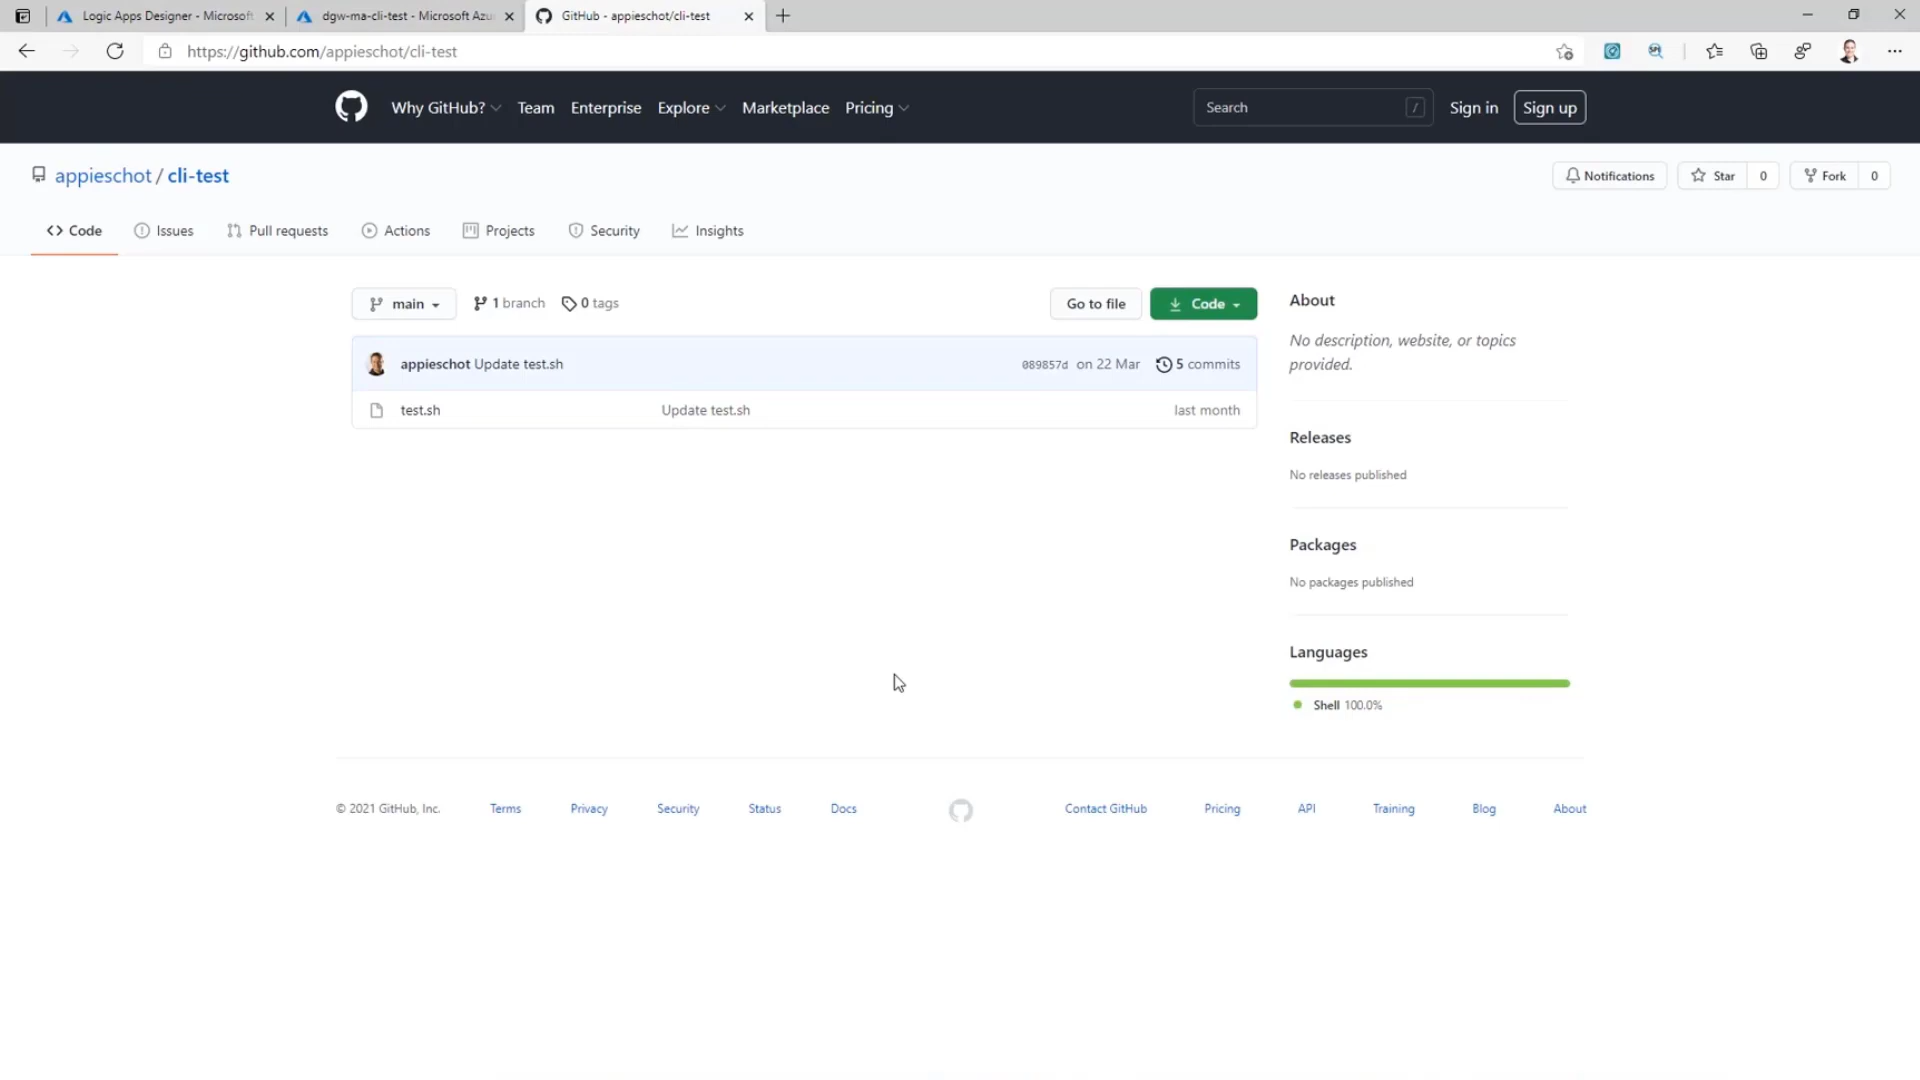 Logic Apps Designer - Microsoft
dgw-ma-cli-test - Microsoft Azu
GitHub - appieschot/cli-test
https://github.com/appieschot/cli-test
Why GitHub? Team Enterprise Explore Marketplace Pricing
Search /
Sign in
Sign up
appieschot / cli-test
Notifications
Star 0
Fork 0
Code Issues Pull requests Actions Projects Security Insights
main 1 branch 0 tags
Go to file
Code
appieschot Update test.sh 089857d on 22 Mar 5 commits
test.sh Update test.sh last month
About
No description, website, or topics
provided.
Releases
No releases published
Packages
No packages published
Languages
Shell 100.0%
© 2021 GitHub, Inc. Terms Privacy Security Status Docs Contact GitHub Pricing API Training Blog About